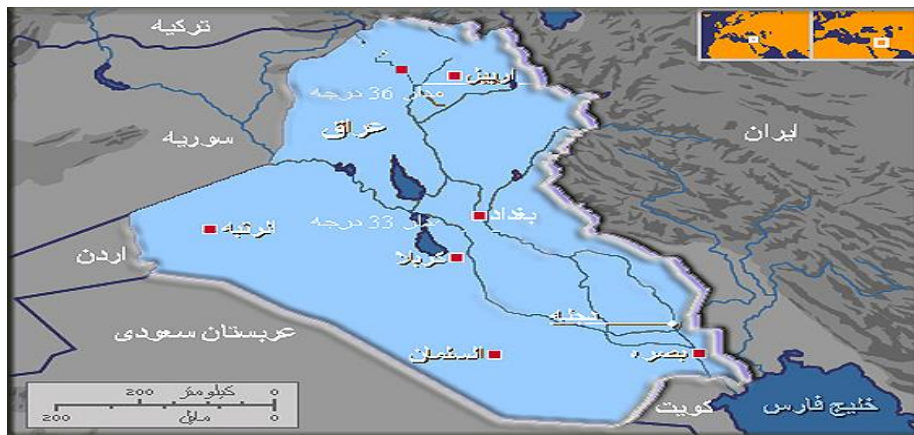 ترکیه
اربیل
مدار 36 درجه
عراق
سوریه
ایران
بغداد
مدار 33 درجه
الرتبه
کربلا
اردن
عربستان سعودی
السلمان
بصره
کویت
خلیج فارس
200 کیلومتر 0
200 مایل 0